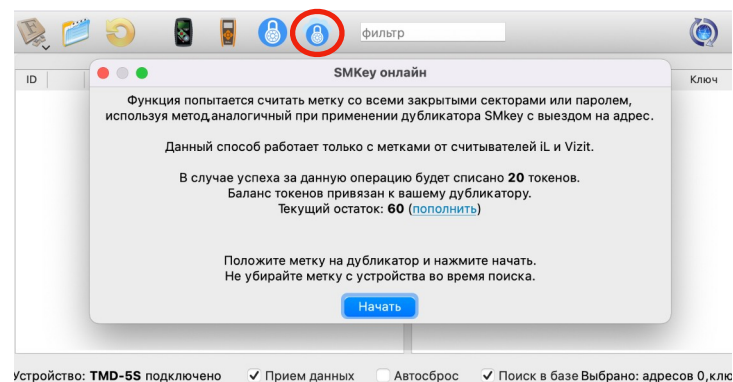 фильтр
ID
SMKey онлайн
Ключ
Функция попытается считать метку со всеми закрытыми секторами или паролем,
используя метод,аналогичный при применении дубликатора SMkey с выездом на адрес.
Данный способ работает только с метками от считывателей iL и Vizit.
В случае успеха за данную операцию будет списано 20 токенов.
Баланс токенов привязан к вашему дубликатору.
Текущий остаток: 60 (пополнить)
Положите метку на дубликатор и нажмите начать.
Не убирайте метку с устройства во время поиска.
Начать
Устройство: TMD-5S подключено Прием данных Автосброс Поиск в базе Выбрано: адресов 0,клю